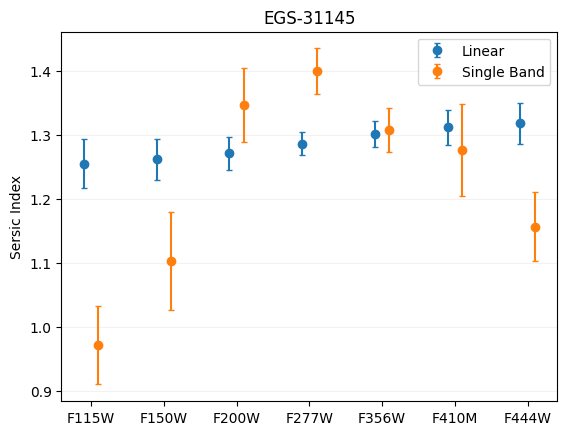 EGS-31145
Linear
Single Band
Sersic Index
1.4
1.3
1.2
1.1
1.0
0.9
F115W F150W F200W F277W F356W F410M F444W